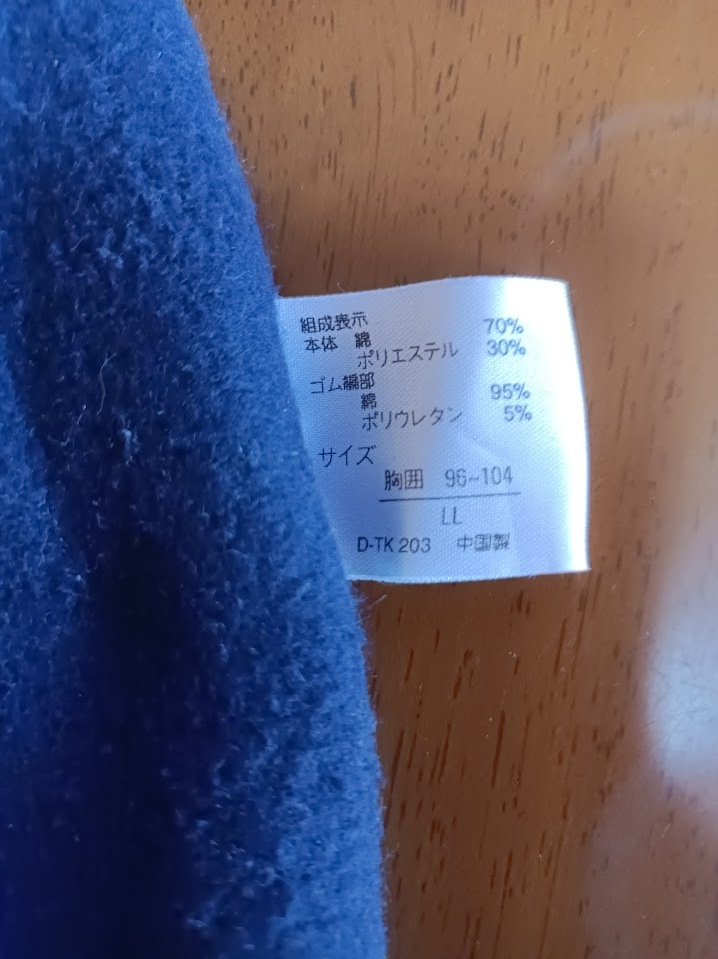 組成表示
本体 綿 70%
ポリエステル 30%
ゴム編部
綿 95%
ポリウレタン 5%
サイズ
胸囲 96~104
LL
D-TK 203 中国製